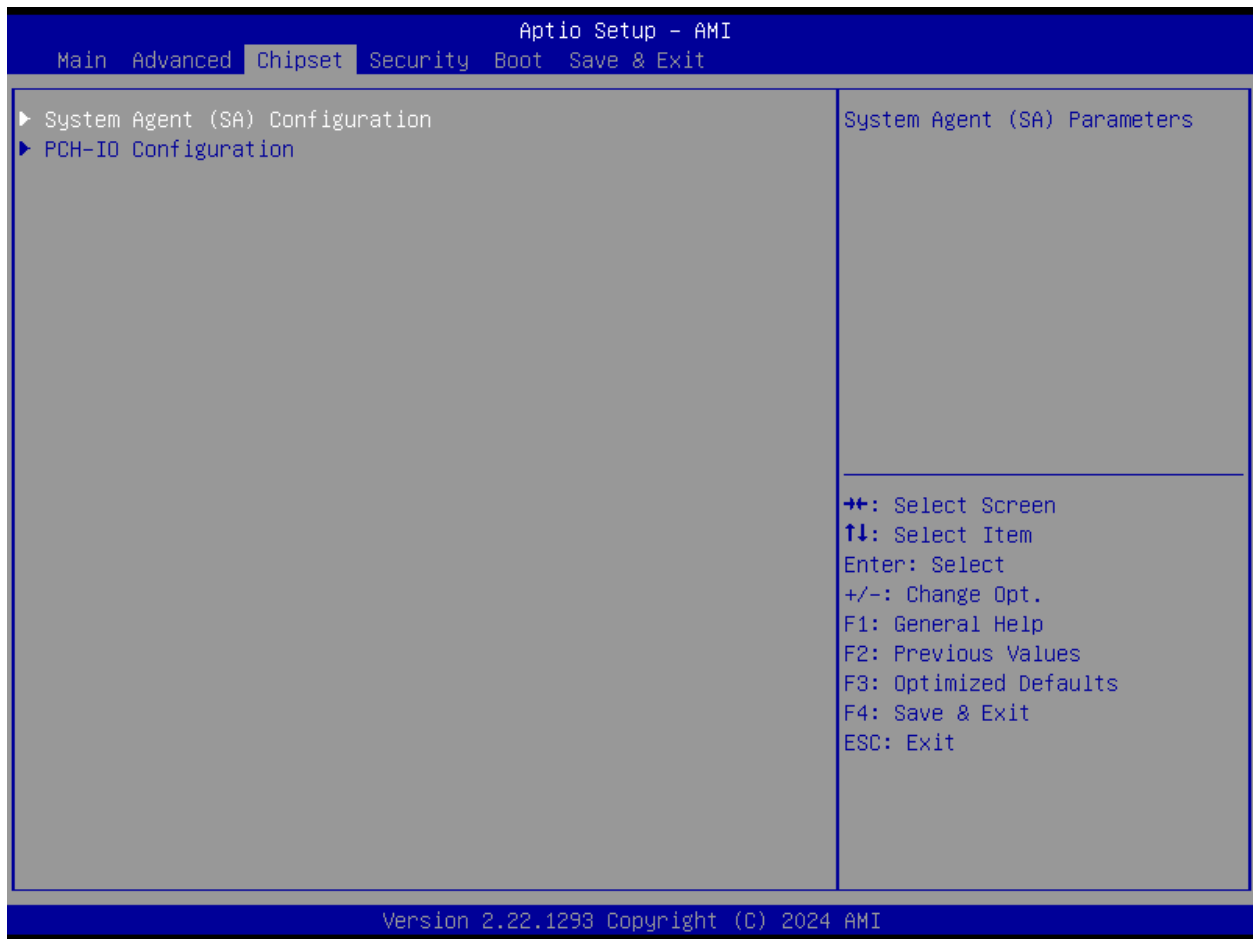 Aptio Setup – AMI
Main Advanced Chipset Security Boot Save & Exit
▶ System Agent (SA) Configuration
▶ PCH-IO Configuration
System Agent (SA) Parameters
→←: Select Screen
↑↓: Select Item
Enter: Select
+/-: Change Opt.
F1: General Help
F2: Previous Values
F3: Optimized Defaults
F4: Save & Exit
ESC: Exit
Version 2.22.1293 Copyright (C) 2024 AMI